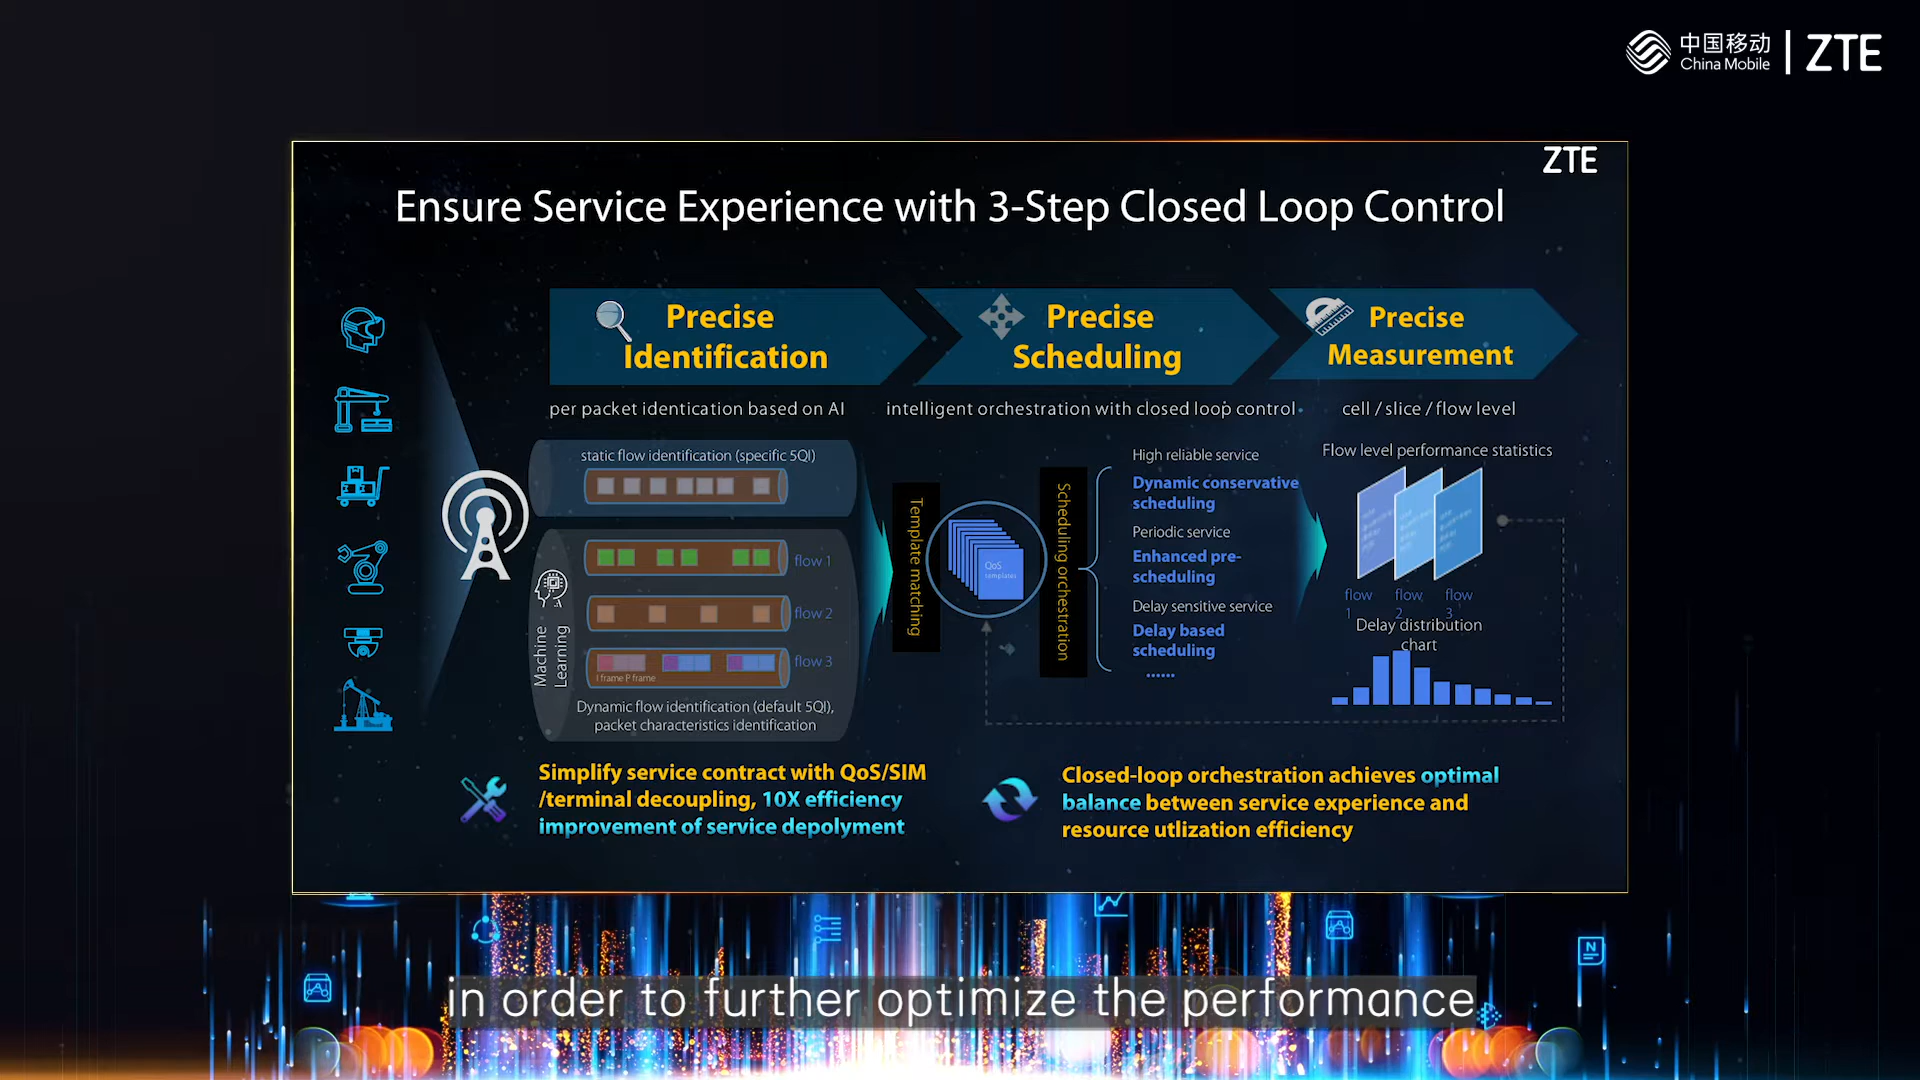 中国移动
China Mobile
ZTE
ZTE
Ensure Service Experience with 3-Step Closed Loop Control
Precise
Identification
Precise
Scheduling
Precise
Measurement
per packet identication based on AI
intelligent orchestration with closed loop control
cell / slice / flow level
static flow identification (specific 5QI)
flow 1
flow 2
flow 3
I frame P frame
Machine
Learning
Dynamic flow identification (default 5QI),
packet characteristics identification
Template matching
QoS
templates
Scheduling orchestration
High reliable service
Dynamic conservative
scheduling
Periodic service
Enhanced pre-
scheduling
Delay sensitive service
Delay based
scheduling
......
Flow level performance statistics
flow
1
flow
2
flow
3
Delay distribution
chart
Simplify service contract with QoS/SIM
/terminal decoupling, 10X efficiency
improvement of service depolyment
Closed-loop orchestration achieves optimal
balance between service experience and
resource utlization efficiency
N
in order to further optimize the performance